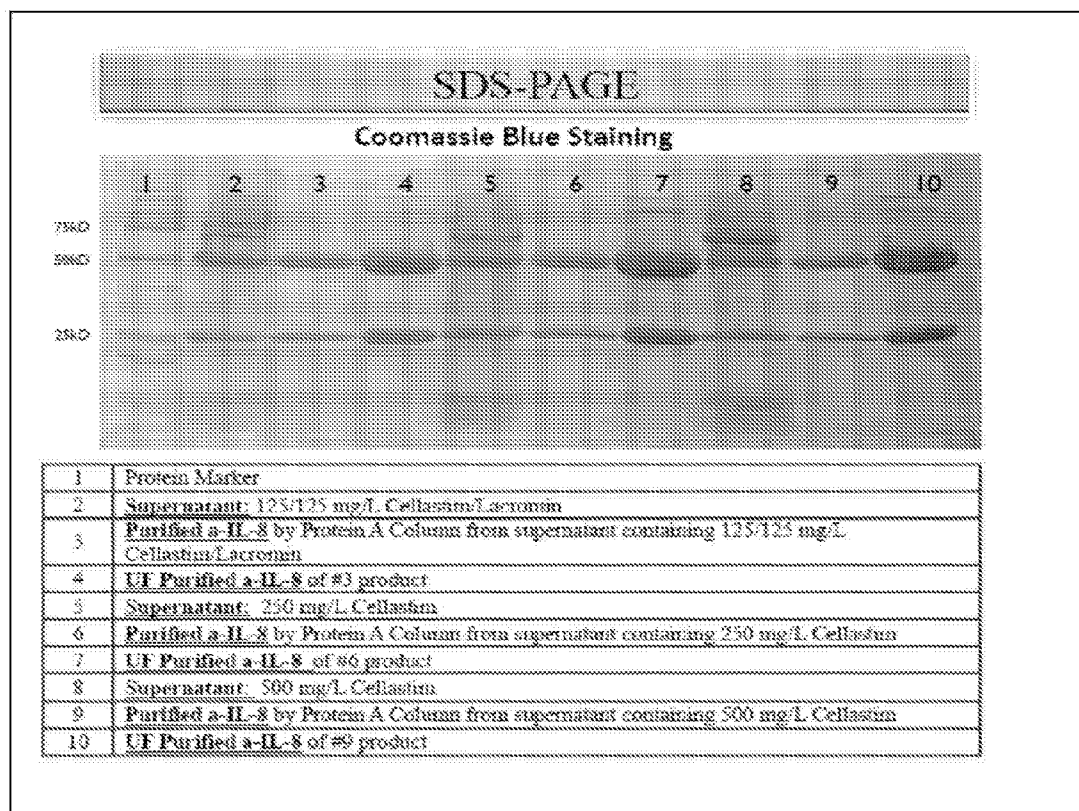 SDS-PAGE
Coomassie Blue Staining
1 2 3 4 5 6 7 8 9 10
75kD
50kD
25kD
1 Protein Marker
2 Supernatant: 125/125 mg/L Cellastim/Lacromin
3 Purified a-IL-8 by Protein A Column from supernatant containing 125/125 mg/L
Cellastim/Lacromin
4 UF Purified a-IL-8 of #3 product
5 Supernatant: 250 mg/L Cellastim
6 Purified a-IL-8 by Protein A Column from supernatant containing 250 mg/L Cellastim
7 UF Purified a-IL-8 of #6 product
8 Supernatant: 500 mg/L Cellastim
9 Purified a-IL-8 by Protein A Column from supernatant containing 500 mg/L Cellastim
10 UF Purified a-IL-8 of #9 product